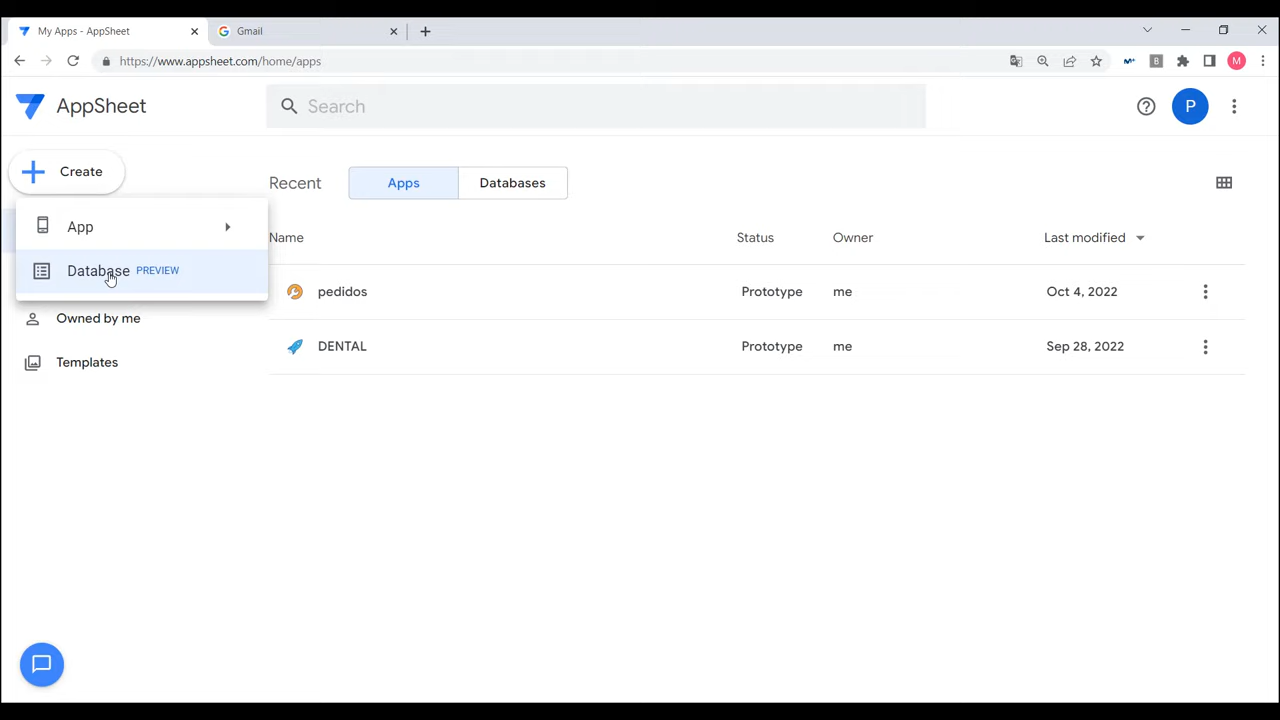 My Apps - AppSheet
Gmail
https://www.appsheet.com/home/apps
B
M
AppSheet
Search
P
Create
Recent
Apps
Databases
App
Name
Status
Owner
Last modified
Database PREVIEW
pedidos
Prototype
me
Oct 4, 2022
Owned by me
DENTAL
Prototype
me
Sep 28, 2022
Templates